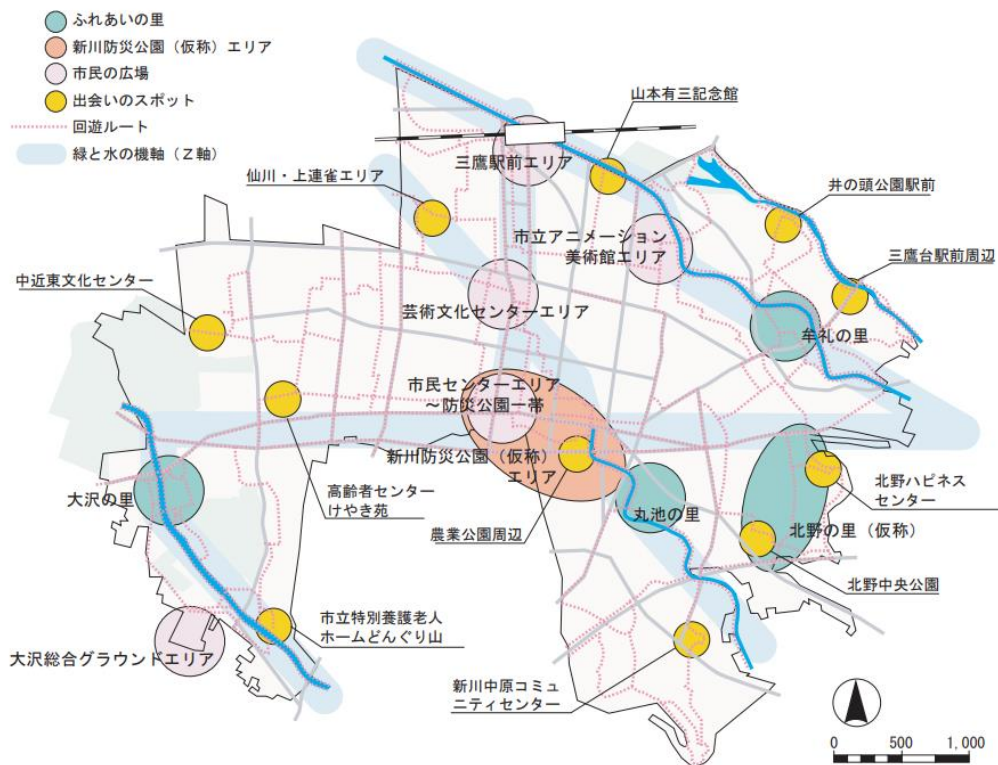 ふれあいの里
新川防災公園（仮称）エリア
市民の広場
出会いのスポット
回遊ルート
緑と水の機軸（Ｚ軸）
山本有三記念館
三鷹駅前エリア
仙川・上連雀エリア
井の頭公園駅前
市立アニメーション
美術館エリア
三鷹台駅前周辺
中近東文化センター
芸術文化センターエリア
牟礼の里
市民センターエリア
～防災公園一帯
新川防災公園（仮称）
エリア
大沢の里
高齢者センター
けやき苑
農業公園周辺
丸池の里
北野ハピネス
センター
北野の里（仮称）
北野中央公園
市立特別養護老人
ホームどんぐり山
大沢総合グラウンドエリア
新川中原コミュ
ニティセンター
0 500 1,000